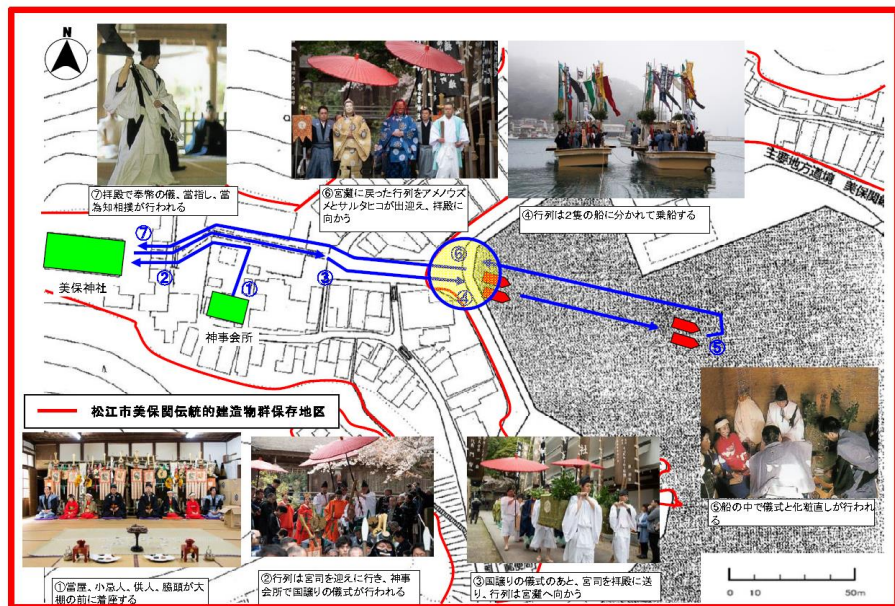 N
⑦拝殿で奉幣の儀、當指し、當
為知相撲が行われる
⑥宮灘に戻った行列をアメノウズ
メとサルタヒコが出迎え、拝殿に
向かう
④行列は2隻の船に分かれて乗船する
主要地方道境 美保関
⑦
②
①
③
⑥
④
⑤
美保神社
神事会所
松江市美保関伝統的建造物群保存地区
⑤船の中で儀式と化粧直しが行われ
る
①當屋、小忌人、供人、脇頭が大
棚の前に着座する
②行列は宮司を迎えに行き、神事
会所で国譲りの儀式が行われる
③国譲りの儀式のあと、宮司を拝殿に送
り、行列は宮灘へ向かう
0 10 50m